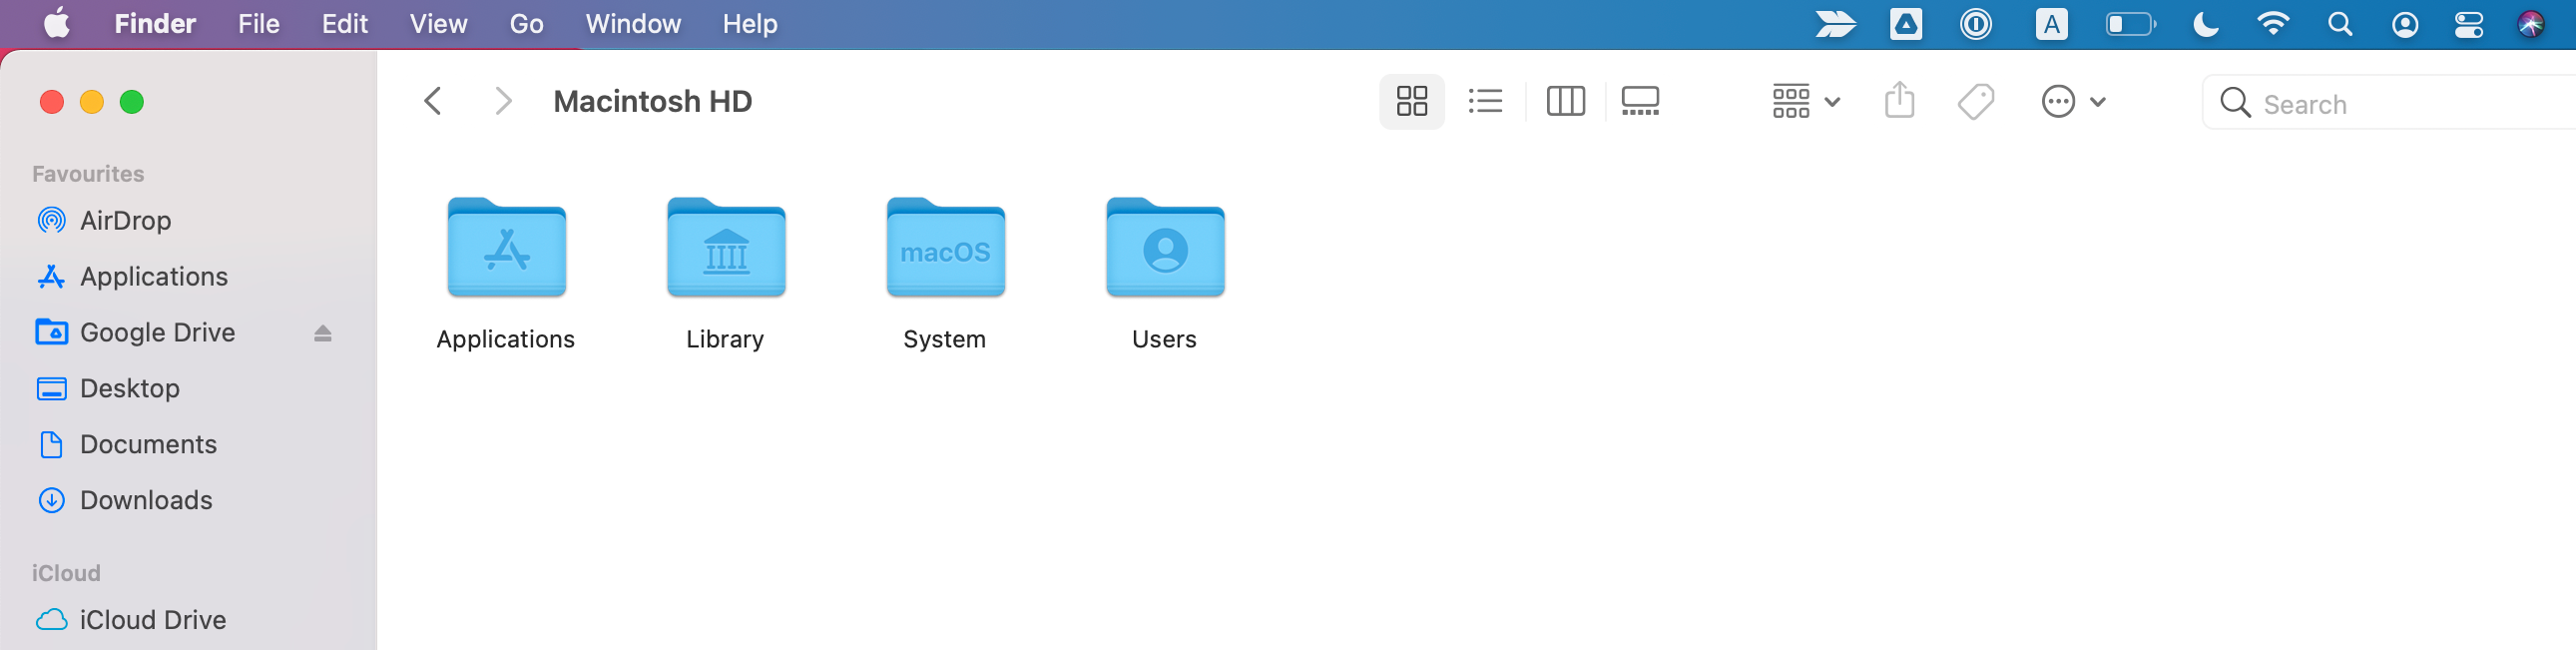 Finder File Edit View Go Window Help A
Macintosh HD Search
Favourites
AirDrop
Applications
Google Drive
Desktop
Documents
Downloads
iCloud
iCloud Drive
macOS
Applications Library System Users